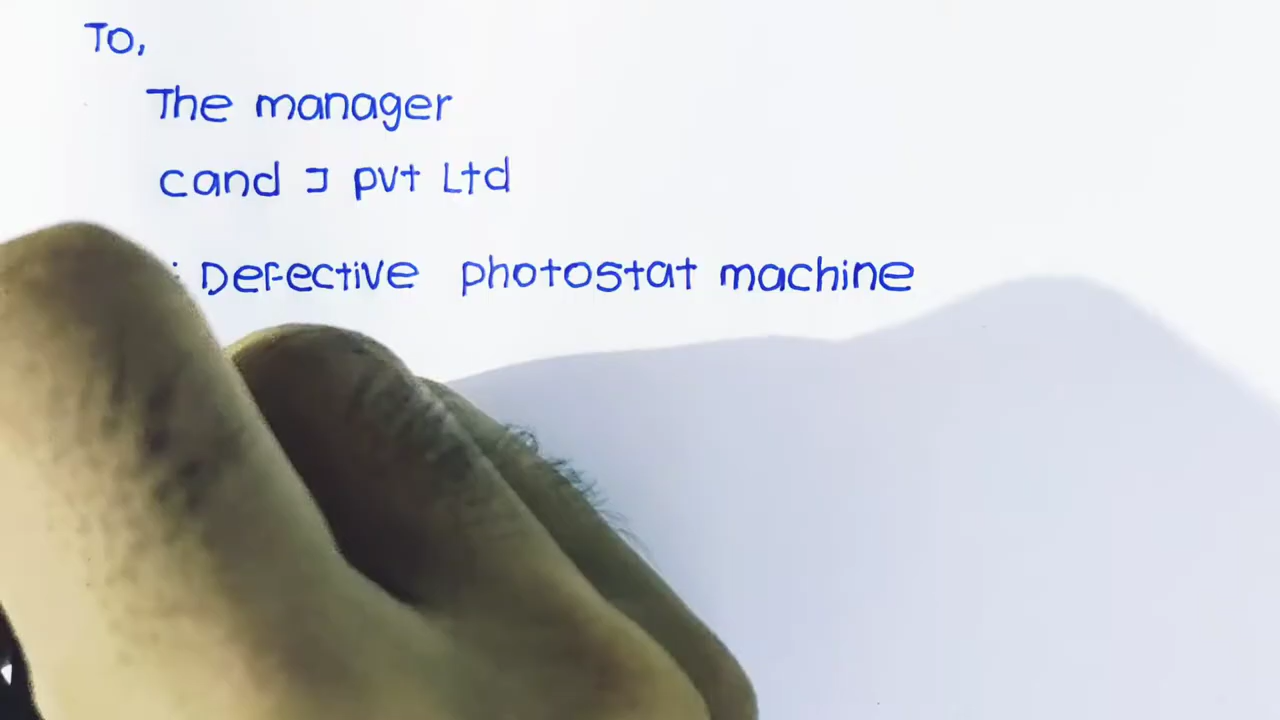 To,
The manager
cand J pvt Ltd
: Defective photostat machine